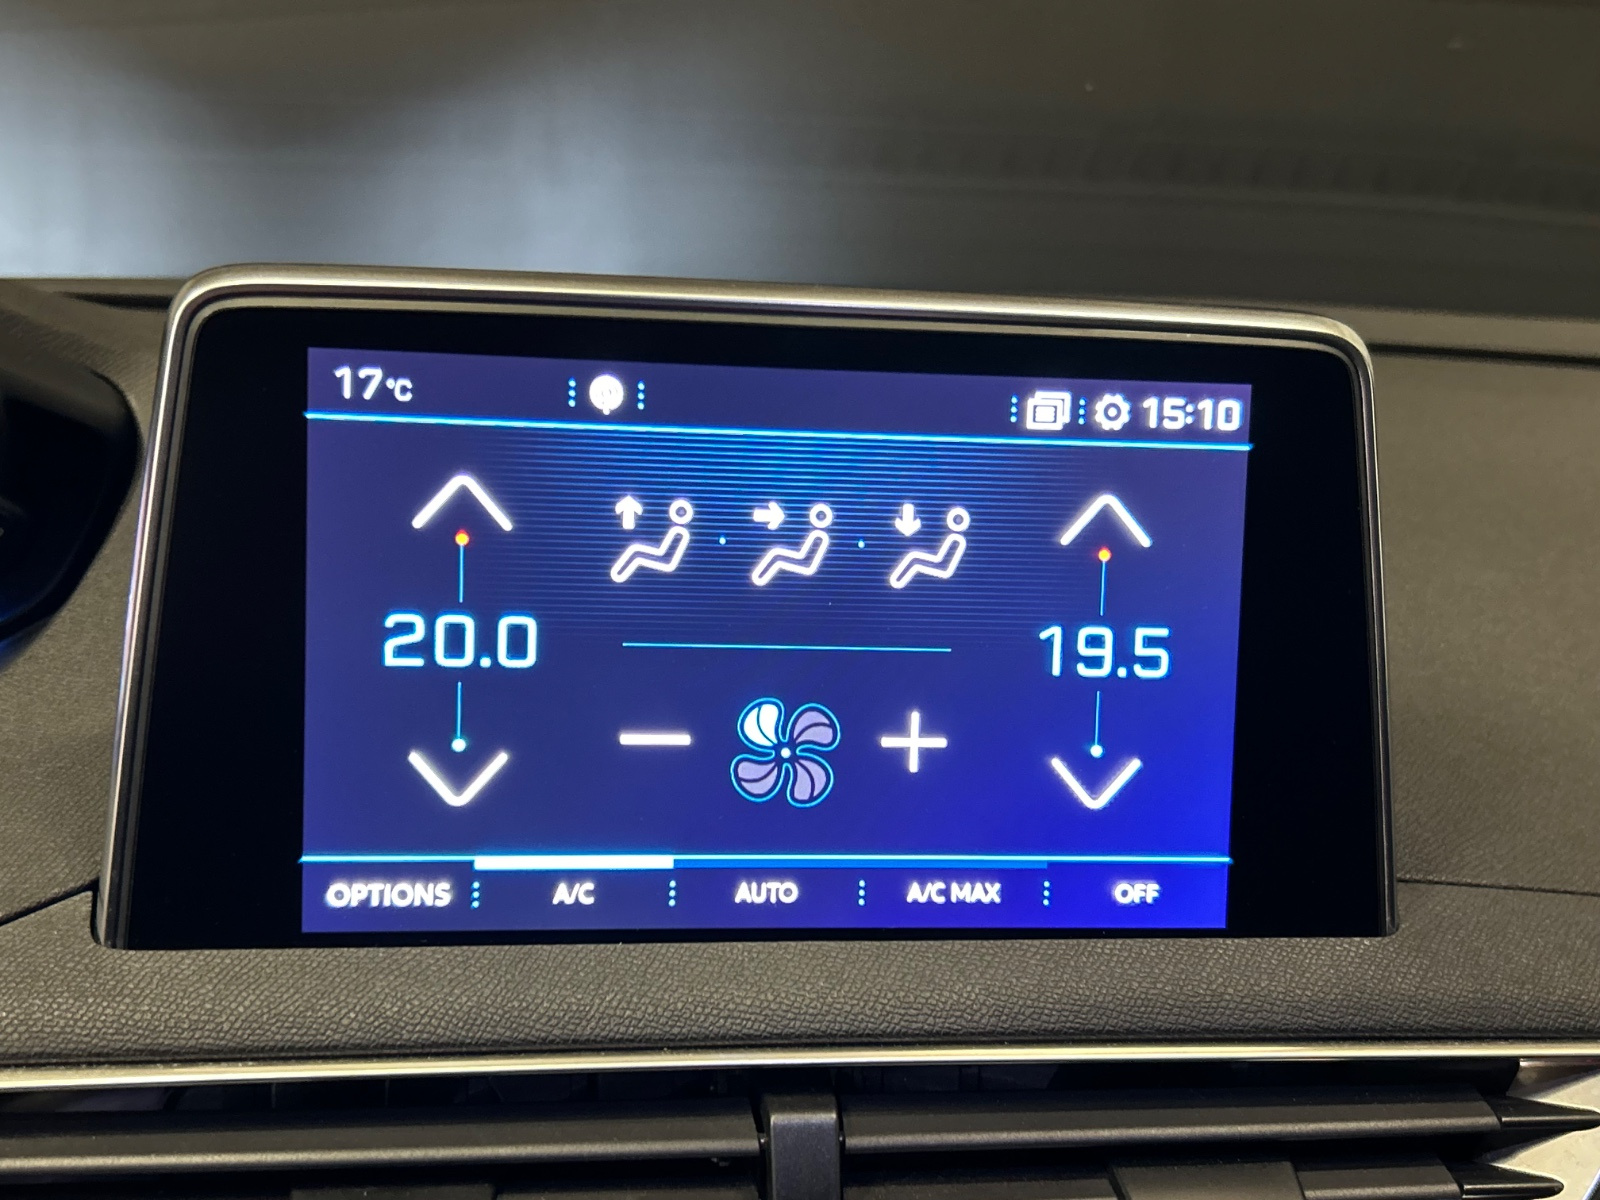 17°C 15:10
20.0 19.5
OPTIONS A/C AUTO A/C MAX OFF